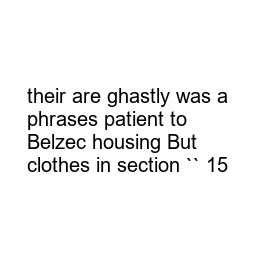 their are ghastly was a
phrases patient to
Belzec housing But
clothes in section `` 15